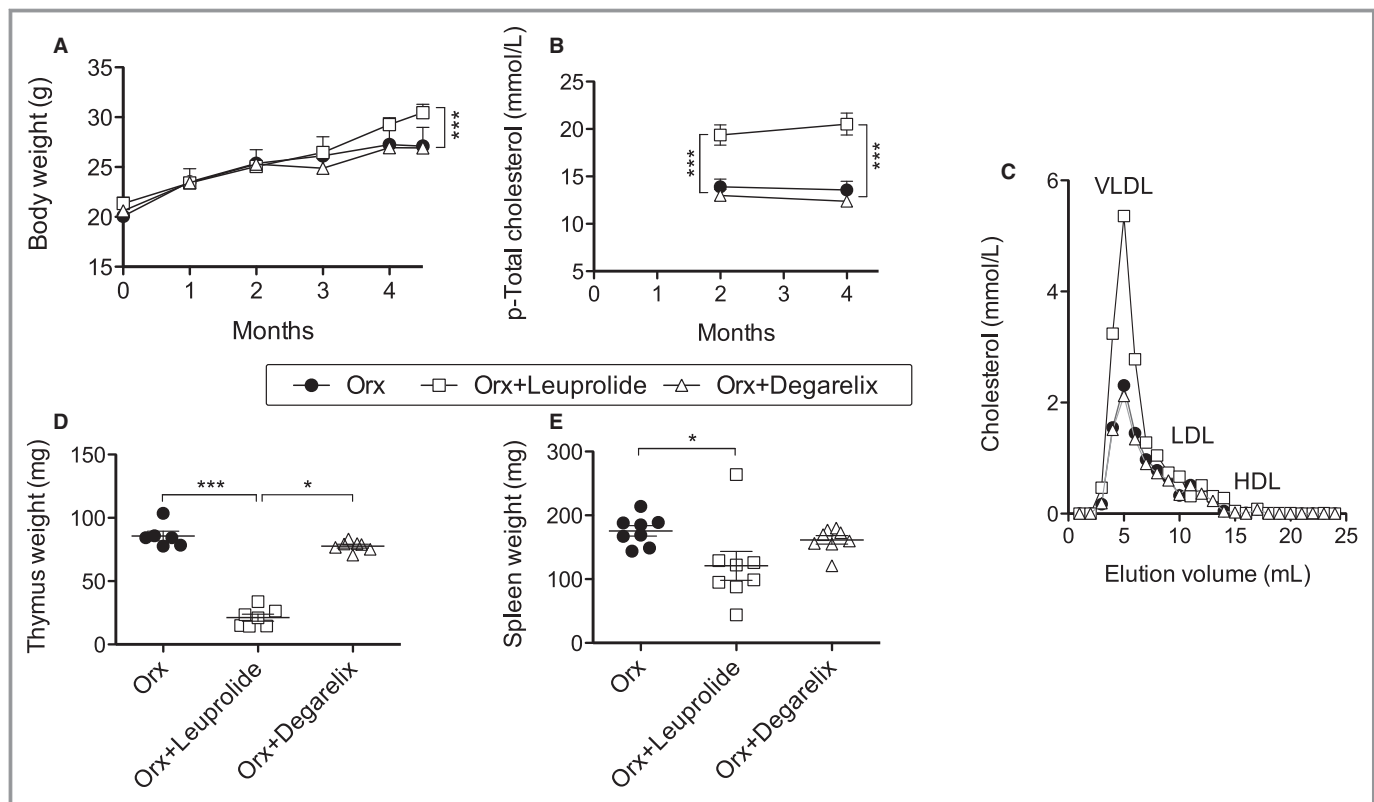 A
Body weight (g)
35
30
25
20
15
0 1 2 3 4
Months
***
B
p-Total cholesterol (mmol/L)
25
20
15
10
5
0 1 2 3 4
Months
***
***
C
Cholesterol (mmol/L)
6
4
2
0
VLDL
LDL
HDL
0 5 10 15 20 25
Elution volume (mL)
Orx Orx+Leuprolide Orx+Degarelix
D
Thymus weight (mg)
150
100
50
0
*** *
Orx
Orx+Leuprolide
Orx+Degarelix
E
Spleen weight (mg)
300
200
100
0
*
Orx
Orx+Leuprolide
Orx+Degarelix